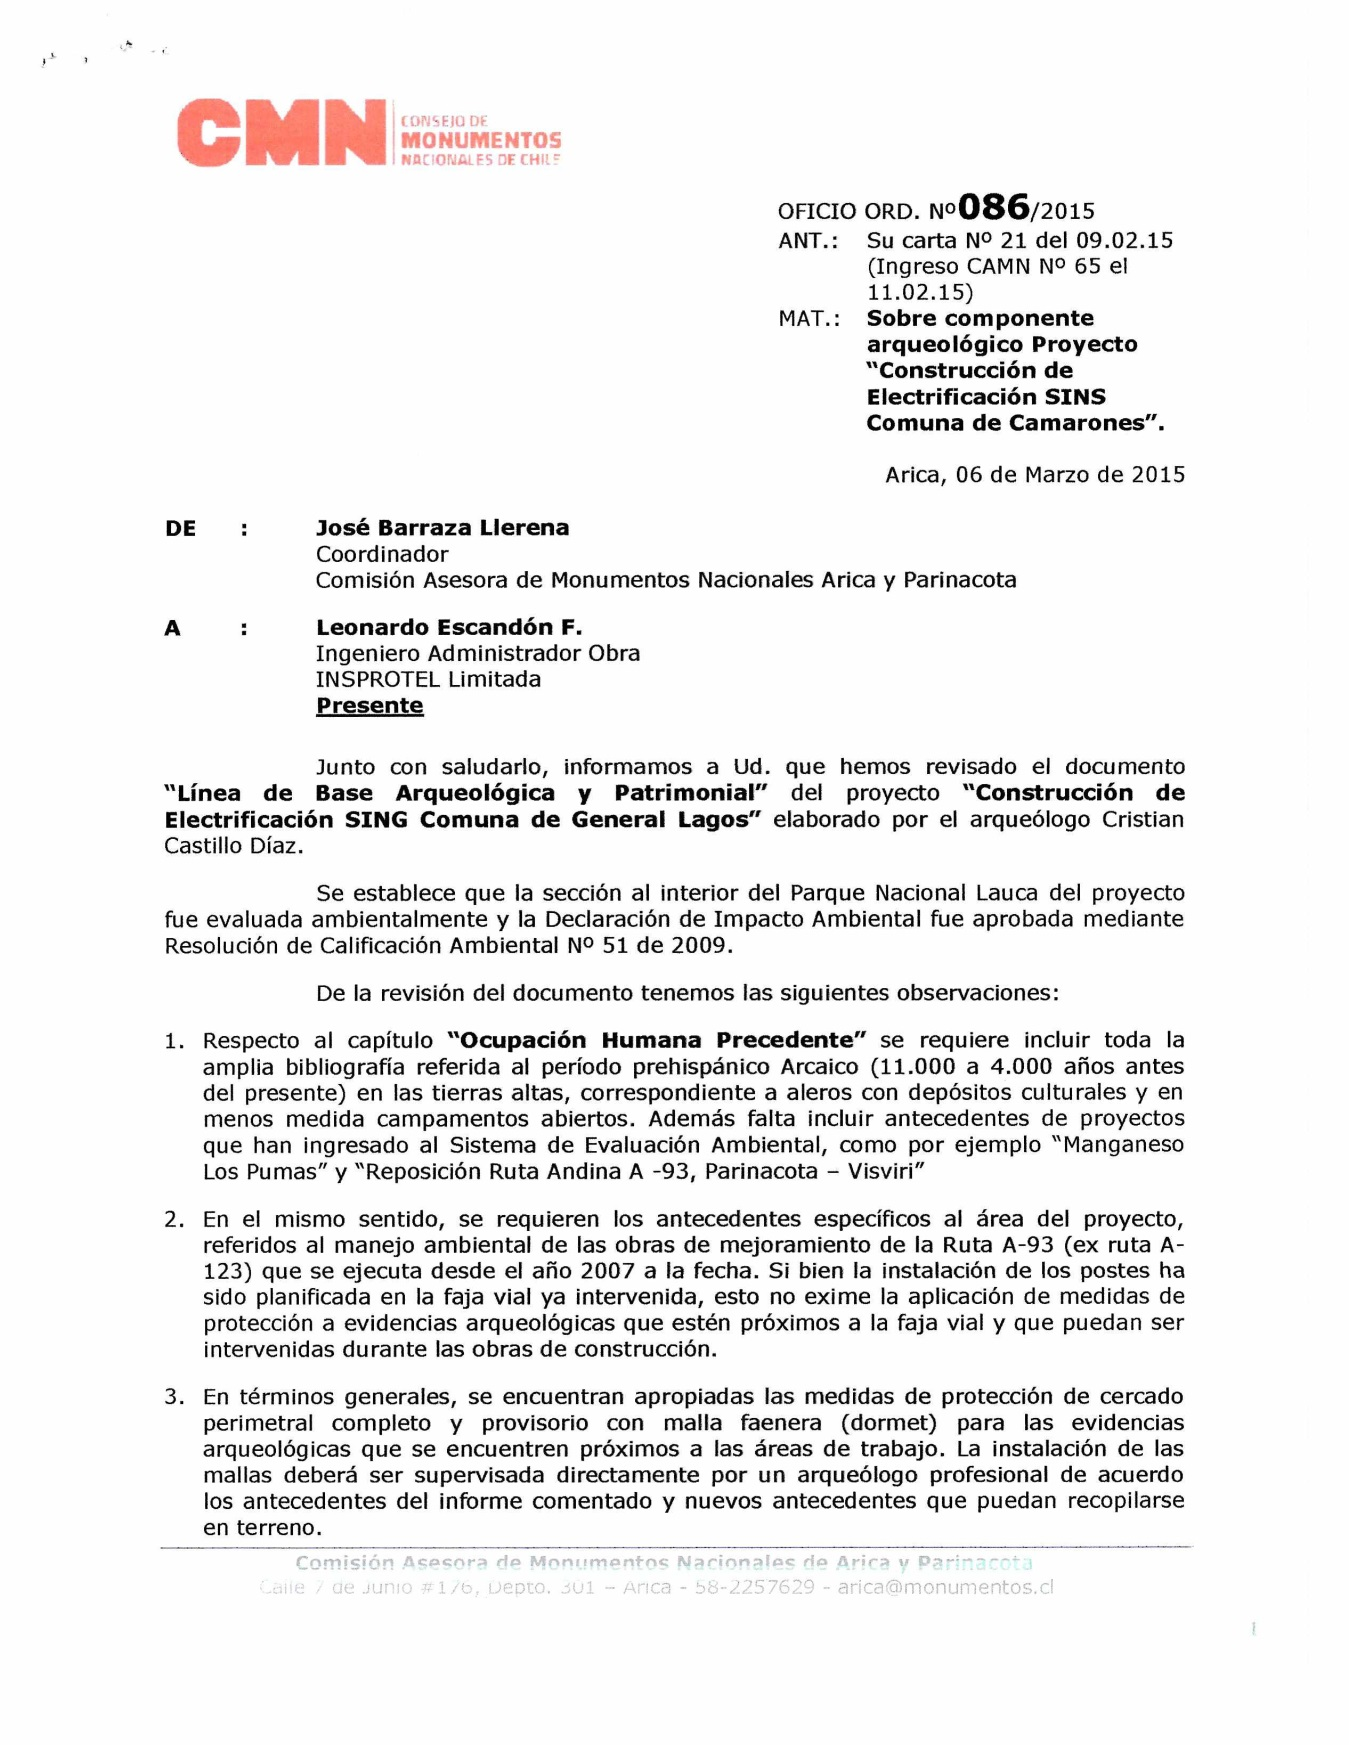 CMN
CONSEJO DE
MONUMENTOS
NACIONALES DE CHILE
OFICIO ORD. Nº086/2015
ANT.: Su carta Nº 21 del 09.02.15
(Ingreso CAMN Nº 65 el
11.02.15)
MAT.: Sobre componente
arqueológico Proyecto
"Construcción de
Electrificación SINS
Comuna de Camarones".
Arica, 06 de Marzo de 2015
DE : José Barraza Llerena
Coordinador
Comisión Asesora de Monumentos Nacionales Arica y Parinacota
A : Leonardo Escandón F.
Ingeniero Administrador Obra
INSPROTEL Limitada
Presente
Junto con saludarlo, informamos a Ud. que hemos revisado el documento
"Línea de Base Arqueológica y Patrimonial" del proyecto "Construcción de
Electrificación SING Comuna de General Lagos" elaborado por el arqueólogo Cristian
Castillo Díaz.
Se establece que la sección al interior del Parque Nacional Lauca del proyecto
fue evaluada ambientalmente y la Declaración de Impacto Ambiental fue aprobada mediante
Resolución de Calificación Ambiental Nº 51 de 2009.
De la revisión del documento tenemos las siguientes observaciones:
1. Respecto al capítulo "Ocupación Humana Precedente" se requiere incluir toda la
amplia bibliografía referida al período prehispánico Arcaico (11.000 a 4.000 años antes
del presente) en las tierras altas, correspondiente a aleros con depósitos culturales y en
menos medida campamentos abiertos. Además falta incluir antecedentes de proyectos
que han ingresado al Sistema de Evaluación Ambiental, como por ejemplo "Manganeso
Los Pumas" y "Reposición Ruta Andina A -93, Parinacota – Visviri"
2. En el mismo sentido, se requieren los antecedentes específicos al área del proyecto,
referidos al manejo ambiental de las obras de mejoramiento de la Ruta A-93 (ex ruta A-
123) que se ejecuta desde el año 2007 a la fecha. Si bien la instalación de los postes ha
sido planificada en la faja vial ya intervenida, esto no exime la aplicación de medidas de
protección a evidencias arqueológicas que estén próximos a la faja vial y que puedan ser
intervenidas durante las obras de construcción.
3. En términos generales, se encuentran apropiadas las medidas de protección de cercado
perimetral completo y provisorio con malla faenera (dormet) para las evidencias
arqueológicas que se encuentren próximos a las áreas de trabajo. La instalación de las
mallas deberá ser supervisada directamente por un arqueólogo profesional de acuerdo
los antecedentes del informe comentado y nuevos antecedentes que puedan recopilarse
en terreno.
Comisión Asesora de Monumentos Nacionales de Arica y Parinacota
Calle 7 de Junio #176, Depto. 301 – Arica - 58-2257629 - arica@monumentos.cl
1